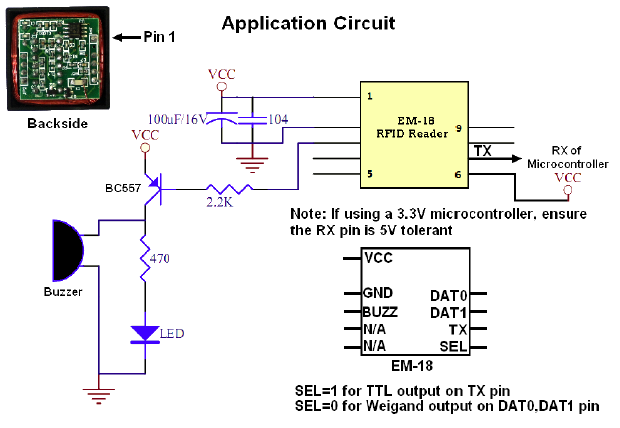 Application Circuit
Pin 1
Backside
VCC
100uF/16V
104
1
5
EM-18
RFID Reader
9
TX
6
RX of
Microcontroller
VCC
VCC
BC557
2.2K
Note: If using a 3.3V microcontroller, ensure
the RX pin is 5V tolerant
Buzzer
470
LED
VCC
GND
BUZZ
N/A
N/A
DAT0
DAT1
TX
SEL
EM-18
SEL=1 for TTL output on TX pin
SEL=0 for Weigand output on DAT0,DAT1 pin